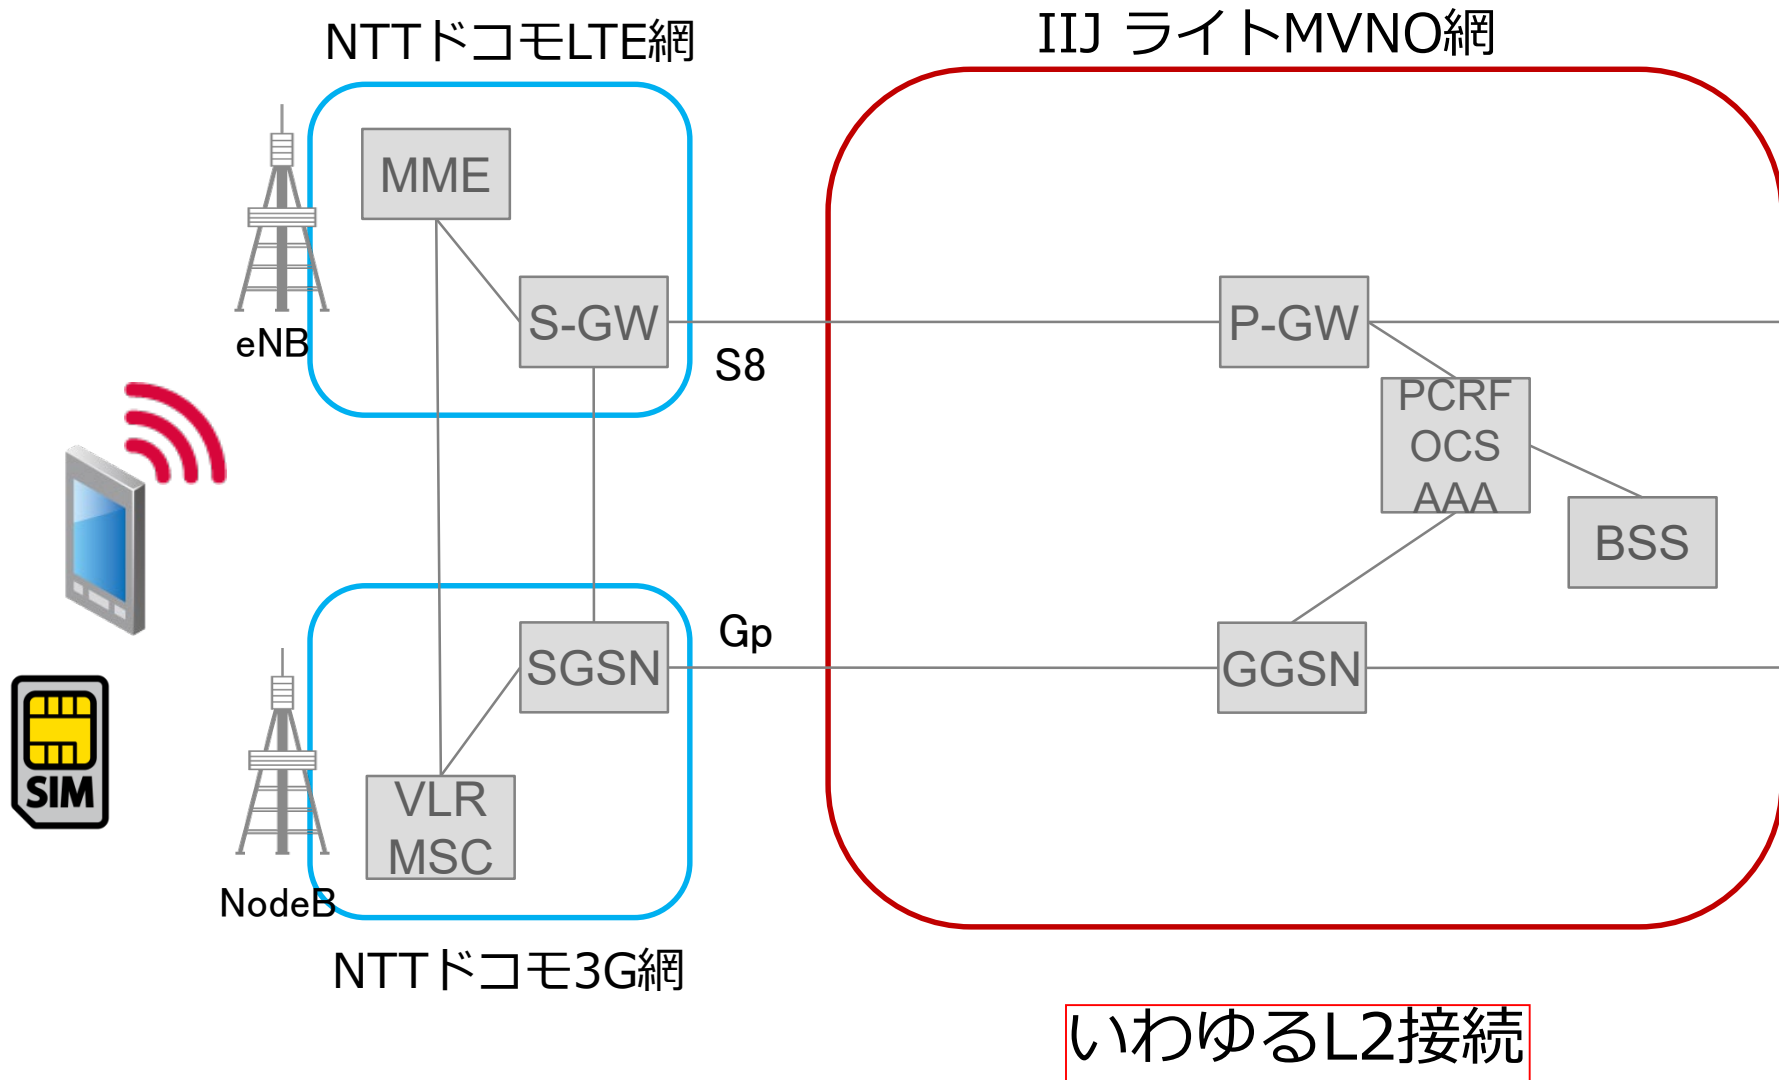 NTTドコモLTE網
IIJ ライトMVNO網
MME
S-GW
eNB
S8
P-GW
PCRF
OCS
AAA
BSS
Gp
SGSN
GGSN
SIM
VLR
MSC
NodeB
NTTドコモ3G網
いわゆるL2接続